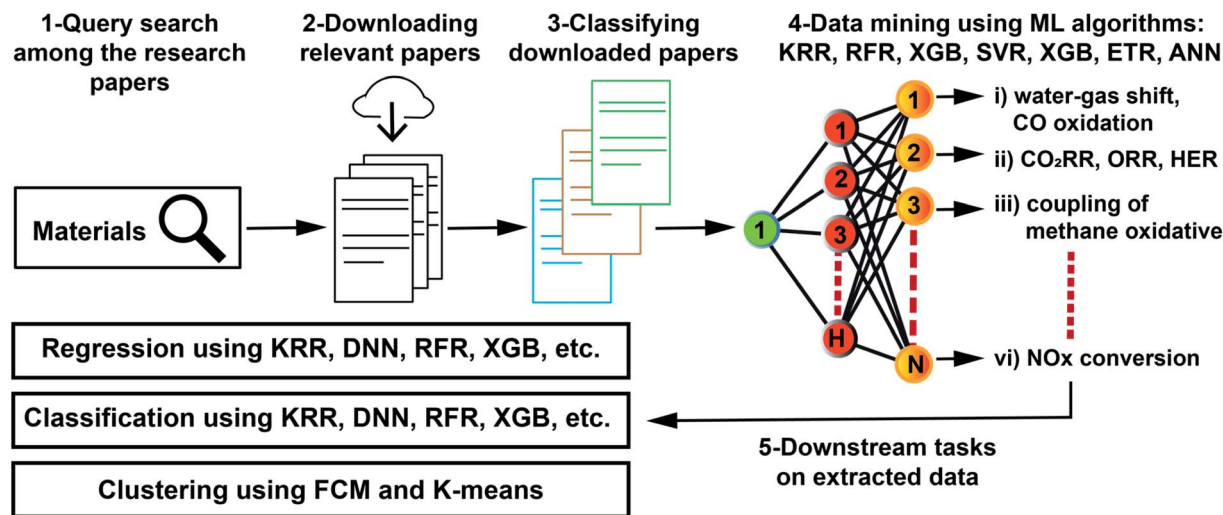 1-Query search
among the research
papers
2-Downloading
relevant papers
3-Classifying
downloaded papers
4-Data mining using ML algorithms:
KRR, RFR, XGB, SVR, XGB, ETR, ANN
Materials
1
1
2
3
H
1
2
3
N
i) water-gas shift,
CO oxidation
ii) CO₂RR, ORR, HER
iii) coupling of
methane oxidative
vi) NOx conversion
5-Downstream tasks
on extracted data
Regression using KRR, DNN, RFR, XGB, etc.
Classification using KRR, DNN, RFR, XGB, etc.
Clustering using FCM and K-means